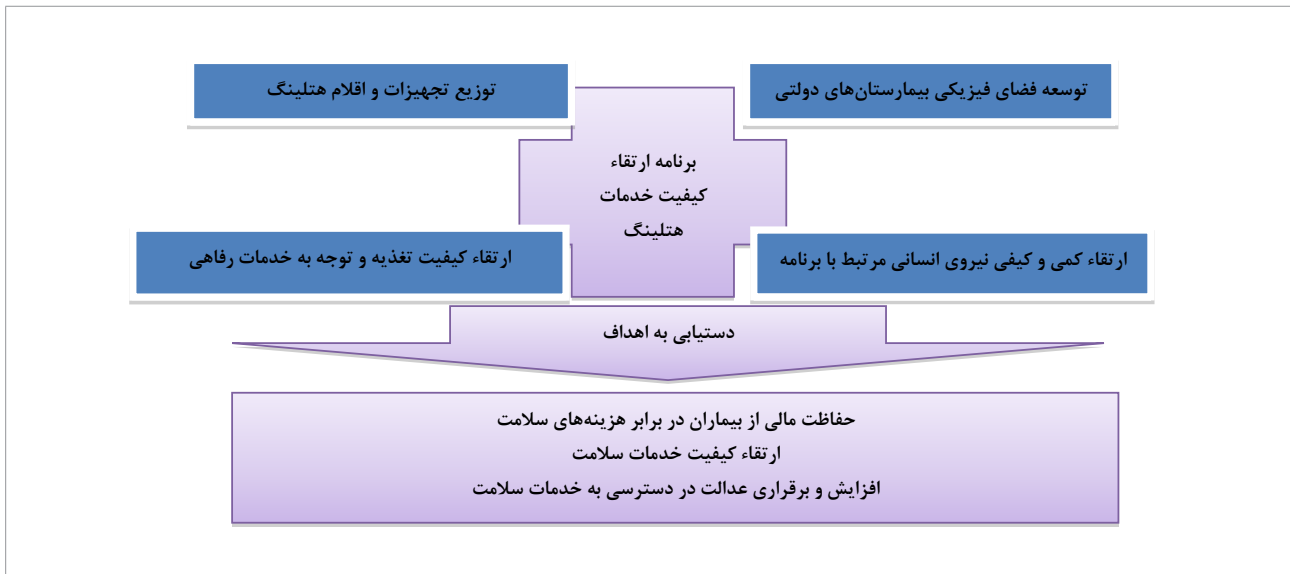 توسعه فضای فیزیکی بیمارستان‌های دولتی
توزیع تجهیزات و اقلام هتلینگ
برنامه ارتقاء
کیفیت خدمات
هتلینگ
ارتقاء کمی و کیفی نیروی انسانی مرتبط با برنامه
ارتقاء کیفیت تغذیه و توجه به خدمات رفاهی
دستیابی به اهداف
حفاظت مالی از بیماران در برابر هزینه‌های سلامت
ارتقاء کیفیت خدمات سلامت
افزایش و برقراری عدالت در دسترسی به خدمات سلامت